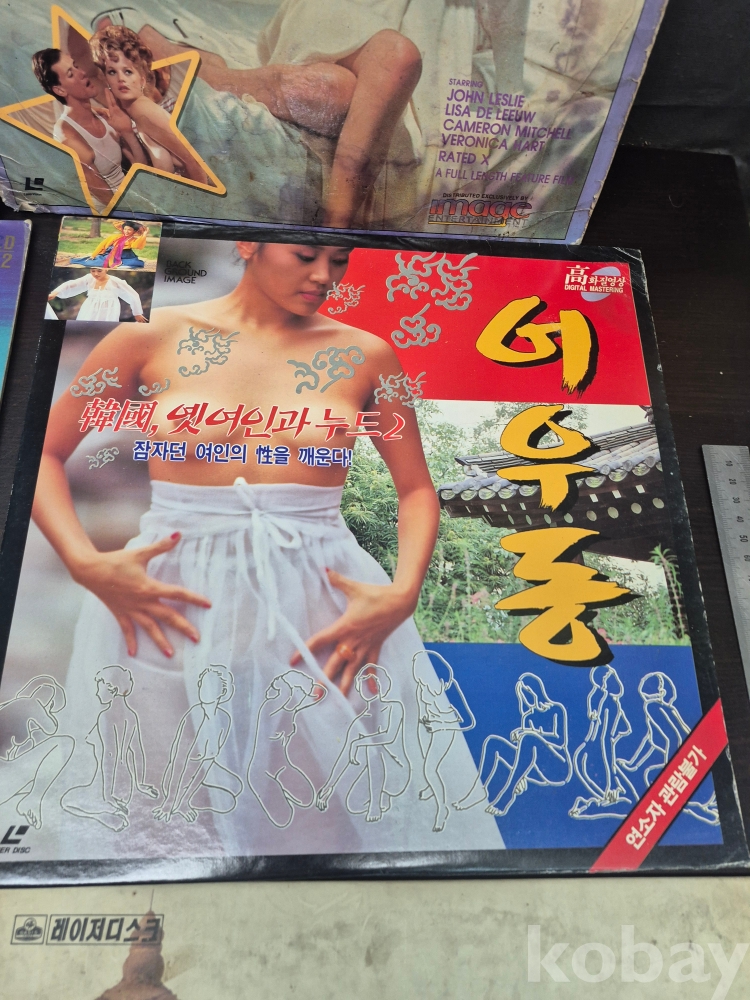 STARRING
JOHN LESLIE
LISA DE LEEUW
CAMERON MITCHELL
VERONICA HART
RATED X
A FULL LENGTH FEATURE
DISTRIBUTED EXCLUSIVELY BY
image
ENTERTAINMENT
BACK
GROUND
IMAGE
高화질영상
DIGITAL MASTERING
어우동
韓國, 옛여인과 누드2
잠자던 여인의 性을 깨운다!
연소자 관람불가
DISC
레이저디스크
kobay